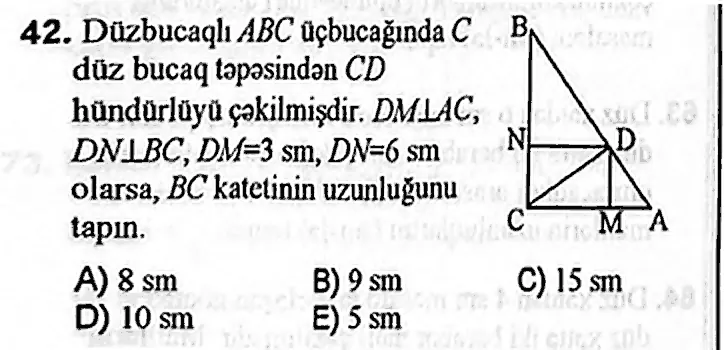 42. Düzbucaqlı ABC üçbucağında C
düz bucaq təpəsindən CD
hündürlüyü çəkilmişdir. DM⊥AC,
DN⊥BC, DM=3 sm, DN=6 sm
olarsa, BC katetinin uzunluğunu
tapın.
A) 8 sm B) 9 sm C) 15 sm
D) 10 sm E) 5 sm
B
N D
C M A